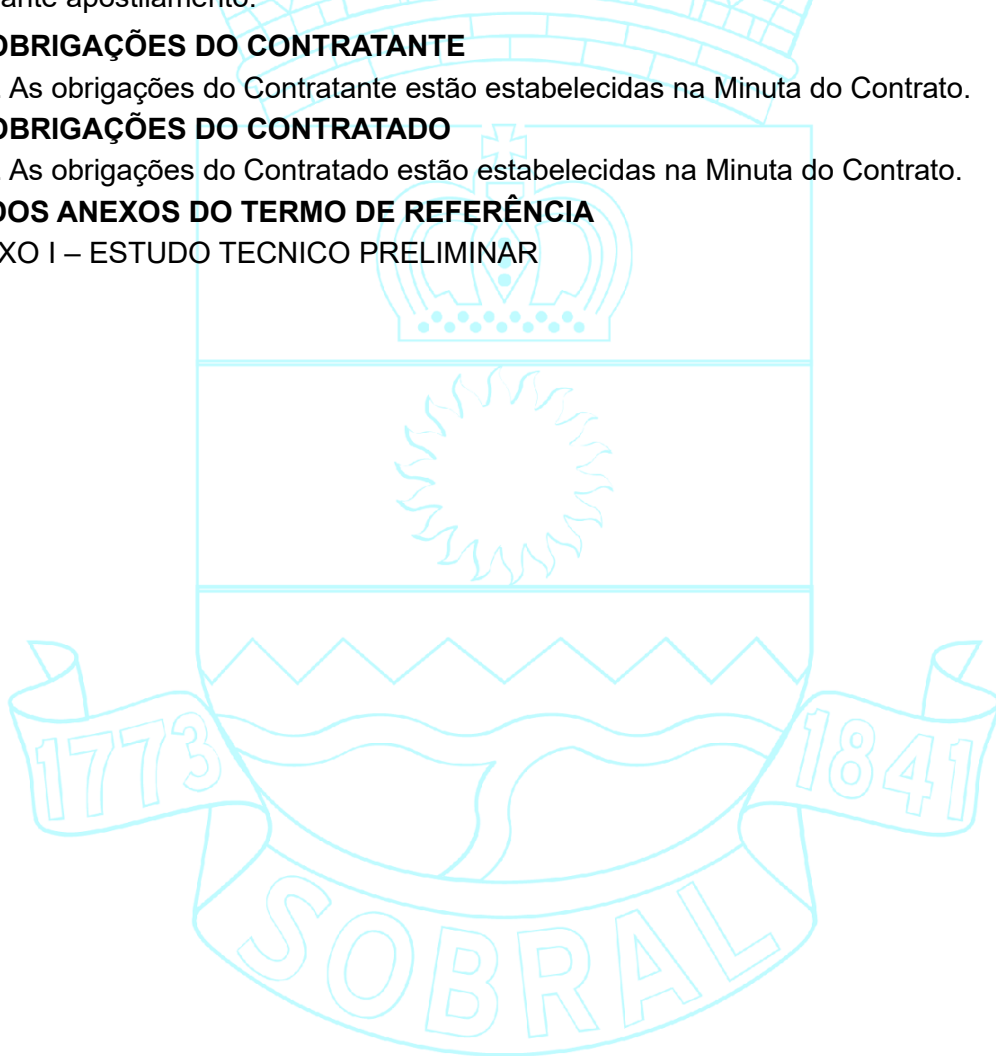 ante apostilamento.
OBRIGAÇÕES DO CONTRATANTE
. As obrigações do Contratante estão estabelecidas na Minuta do Contrato.
OBRIGAÇÕES DO CONTRATADO
. As obrigações do Contratado estão estabelecidas na Minuta do Contrato.
DOS ANEXOS DO TERMO DE REFERÊNCIA
XO I – ESTUDO TECNICO PRELIMINAR
1773
1841
SOBRAL